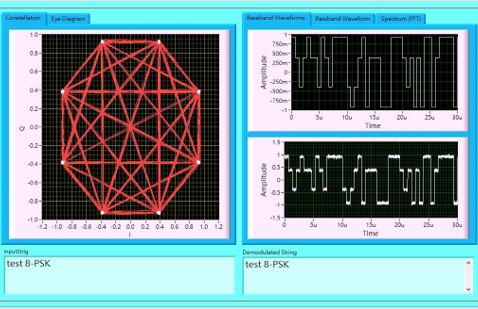 Constellation Eye Diagram
Baseband Waveforms Passband Waveform Spectrum (FFT)
1.0
0.8
0.6
0.4
0.2
0.0
-0.2
-0.4
-0.6
-0.8
-1.0
Q
-1.2 -1.0 -0.8 -0.6 -0.4 -0.2 0.0 0.2 0.4 0.6 0.8 1.0 1.2
I
Amplitude
1
750m
500m
250m
0
-250m
-500m
-750m
-1
0 5u 10u 15u 20u 25u 30u
Time
Amplitude
1.5
1
0.5
0
-0.5
-1
-1.5
0 5u 10u 15u 20u 25u 30u
Time
InputStrig
test 8-PSK
Demodulated String
test 8-PSK